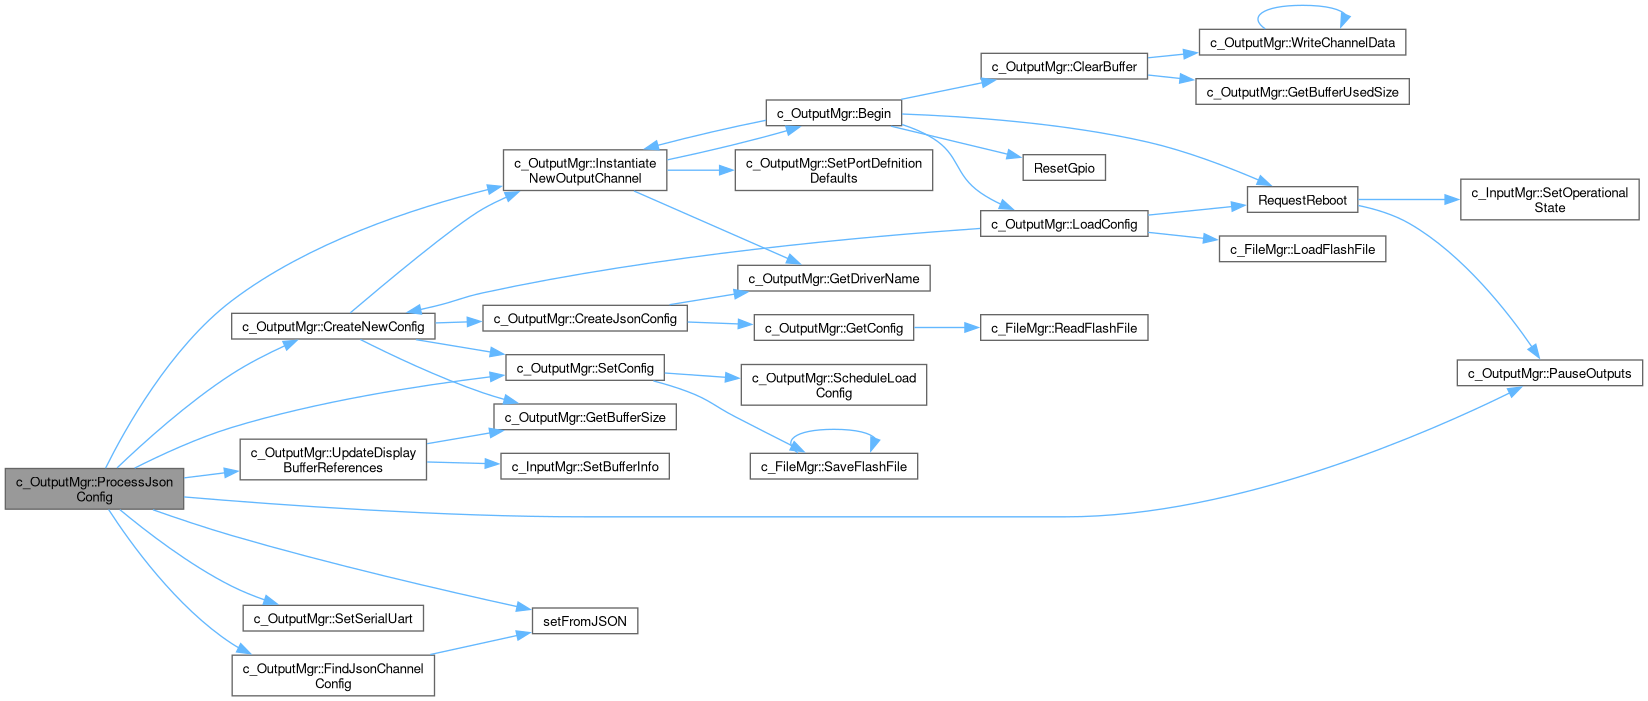 c_OutputMgr::ProcessJson
Config
c_OutputMgr::CreateNewConfig
c_OutputMgr::UpdateDisplay
BufferReferences
c_OutputMgr::SetSerialUart
c_OutputMgr::FindJsonChannel
Config
c_OutputMgr::Instantiate
NewOutputChannel
c_OutputMgr::CreateJsonConfig
c_OutputMgr::SetConfig
c_OutputMgr::GetBufferSize
c_InputMgr::SetBufferInfo
setFromJSON
c_OutputMgr::Begin
c_OutputMgr::SetPortDefnition
Defaults
c_OutputMgr::GetDriverName
c_OutputMgr::GetConfig
c_OutputMgr::ScheduleLoad
Config
c_FileMgr::SaveFlashFile
c_OutputMgr::ClearBuffer
ResetGpio
c_OutputMgr::LoadConfig
c_FileMgr::ReadFlashFile
c_OutputMgr::WriteChannelData
c_OutputMgr::GetBufferUsedSize
RequestReboot
c_FileMgr::LoadFlashFile
c_InputMgr::SetOperational
State
c_OutputMgr::PauseOutputs